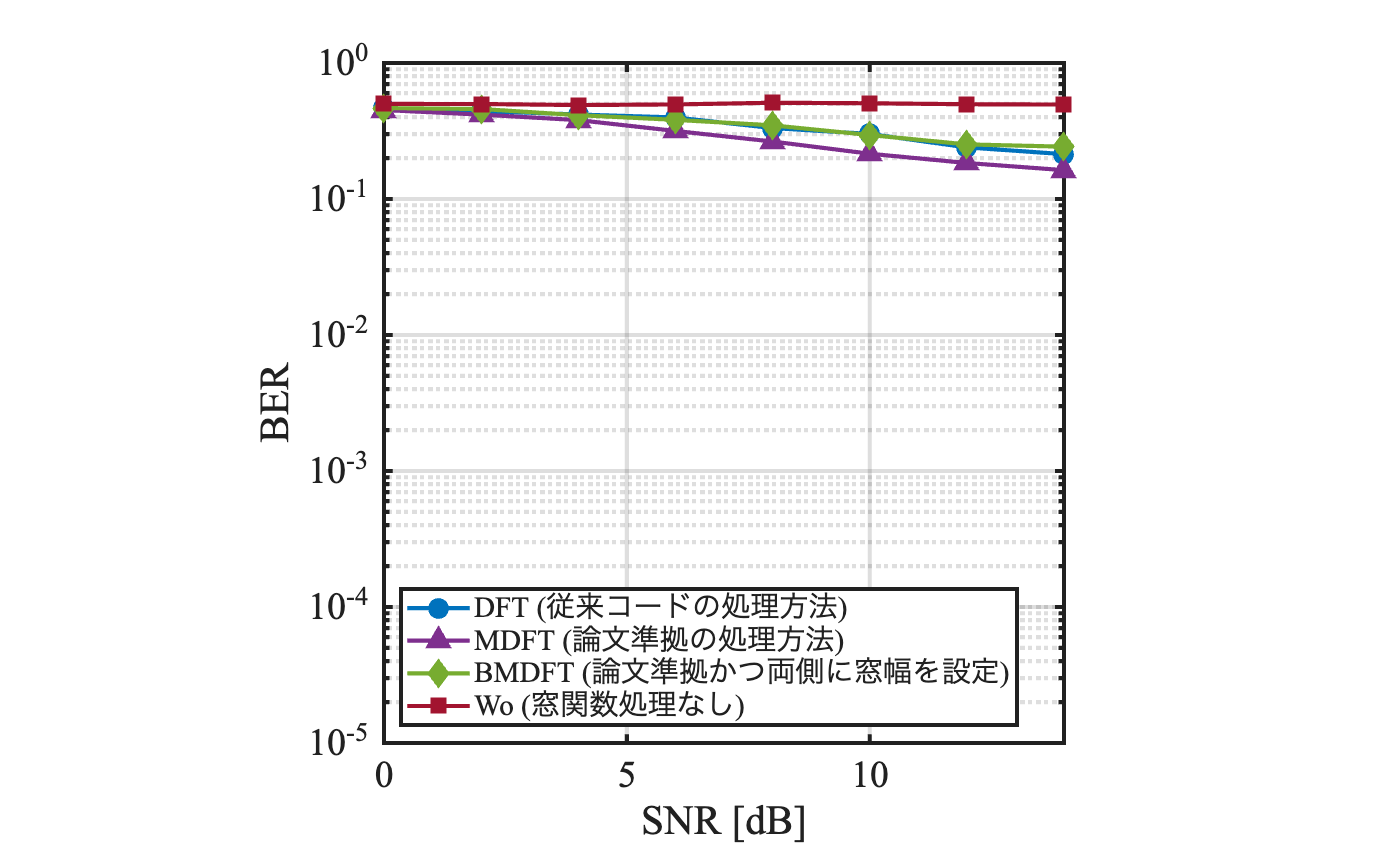 10^0
10^-1
10^-2
10^-3
10^-4
10^-5
BER
DFT (従来コードの処理方法)
MDFT (論文準拠の処理方法)
BMDFT (論文準拠かつ両側に窓幅を設定)
Wo (窓関数処理なし)
0 5 10
SNR [dB]